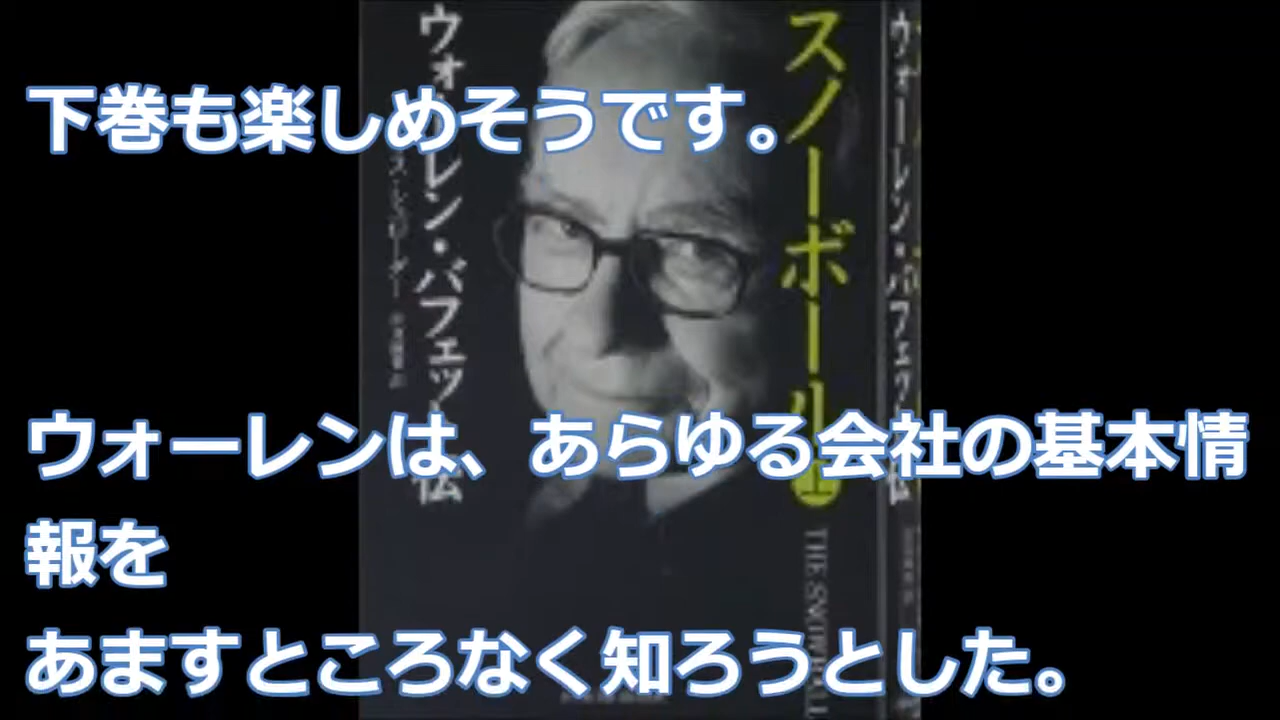 下巻も楽しめそうです。
ウォーレンは、あらゆる会社の基本情
報を
あますところなく知ろうとした。
スノーボール
ウォーレン・バフェット伝
THE SNOWBALL
ウォーレン・バフェット伝